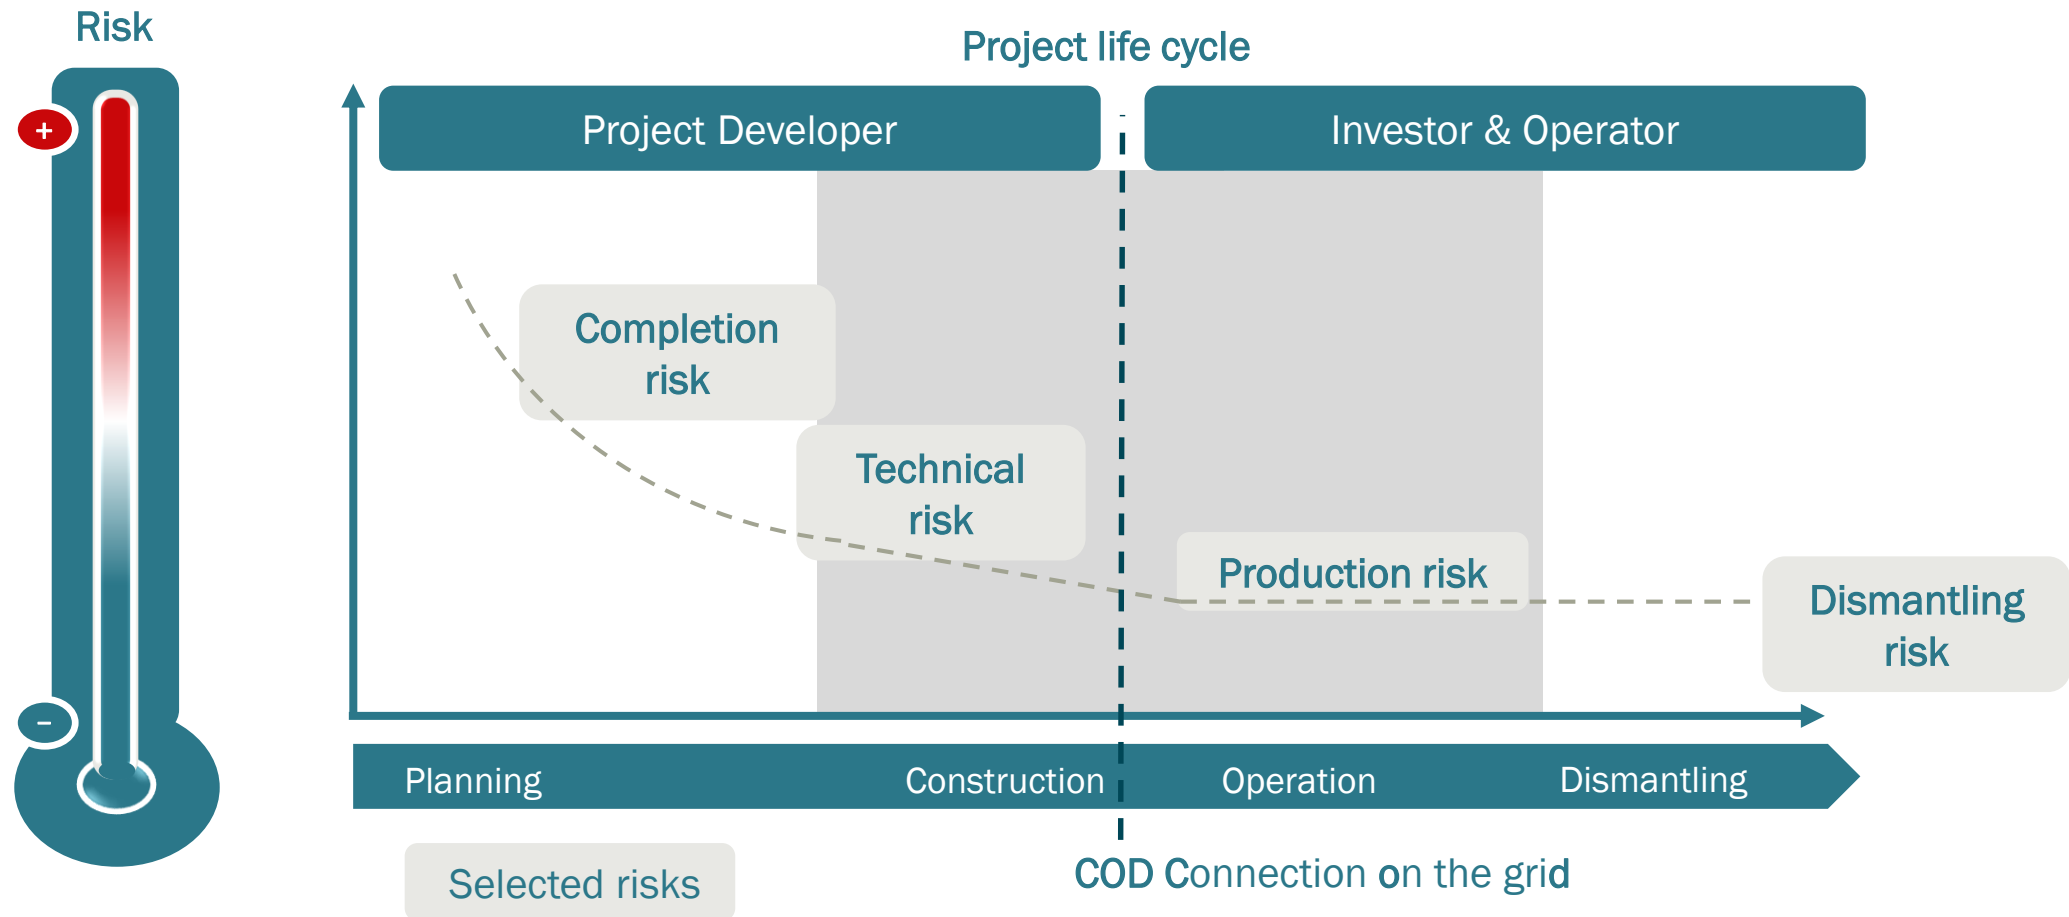 Risk
Project life cycle
+
Project Developer
Investor & Operator
Completion
risk
Technical
risk
Production risk
Dismantling
risk
−
Planning
Construction
Operation
Dismantling
COD Connection on the grid
Selected risks